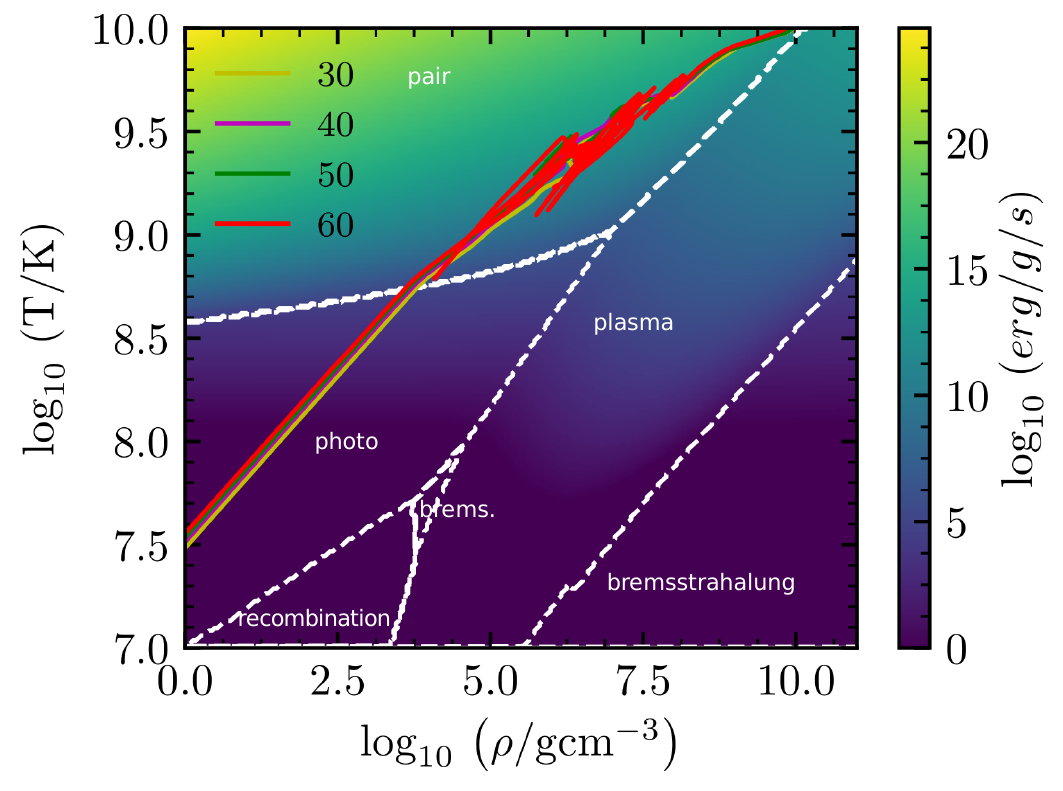 10.0
9.5
9.0
8.5
8.0
7.5
7.0
log₁₀ (T/K)
30
40
50
60
pair
plasma
photo
brems.
bremsstrahalung
recombination
0.0 2.5 5.0 7.5 10.0
log₁₀ (ρ/gcm⁻³)
20
15
10
5
0
log₁₀ (erg/g/s)